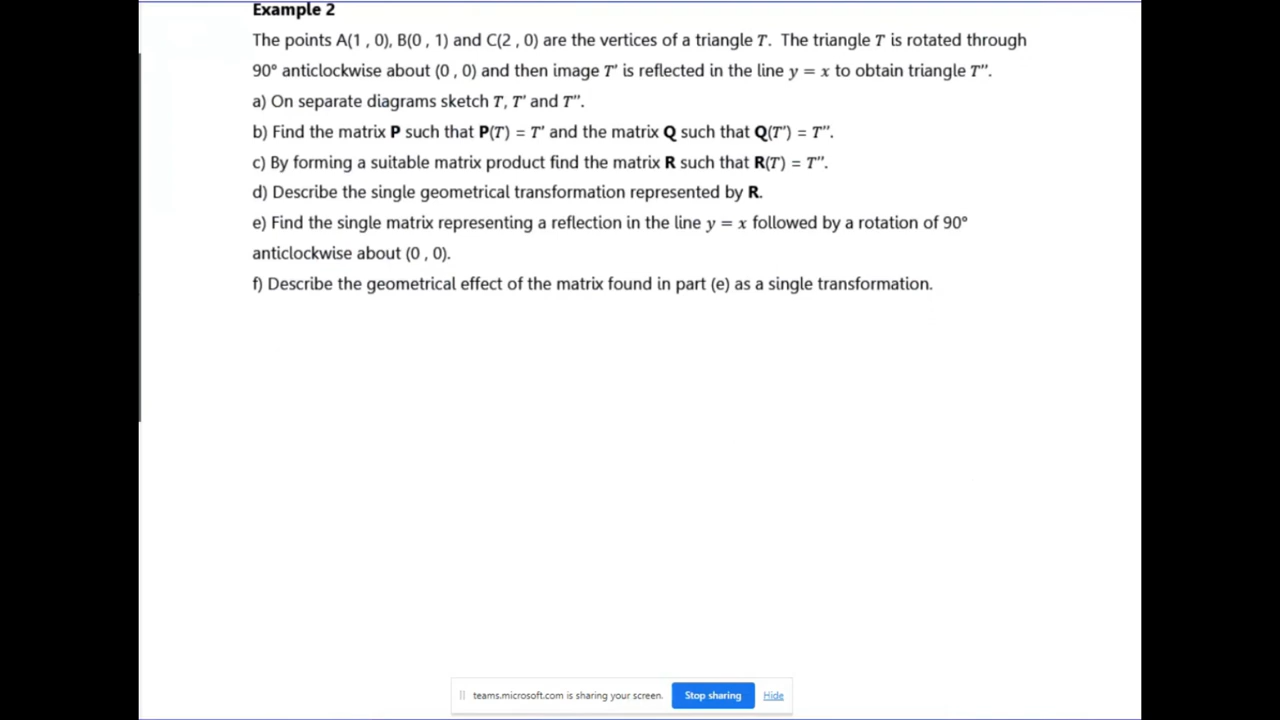 Example 2
The points A(1 , 0), B(0 , 1) and C(2 , 0) are the vertices of a triangle T. The triangle T is rotated through
90° anticlockwise about (0 , 0) and then image T' is reflected in the line y = x to obtain triangle T".
a) On separate diagrams sketch T, T' and T".
b) Find the matrix P such that P(T) = T' and the matrix Q such that Q(T') = T".
c) By forming a suitable matrix product find the matrix R such that R(T) = T".
d) Describe the single geometrical transformation represented by R.
e) Find the single matrix representing a reflection in the line y = x followed by a rotation of 90°
anticlockwise about (0 , 0).
f) Describe the geometrical effect of the matrix found in part (e) as a single transformation.
teams.microsoft.com is sharing your screen. Stop sharing Hide